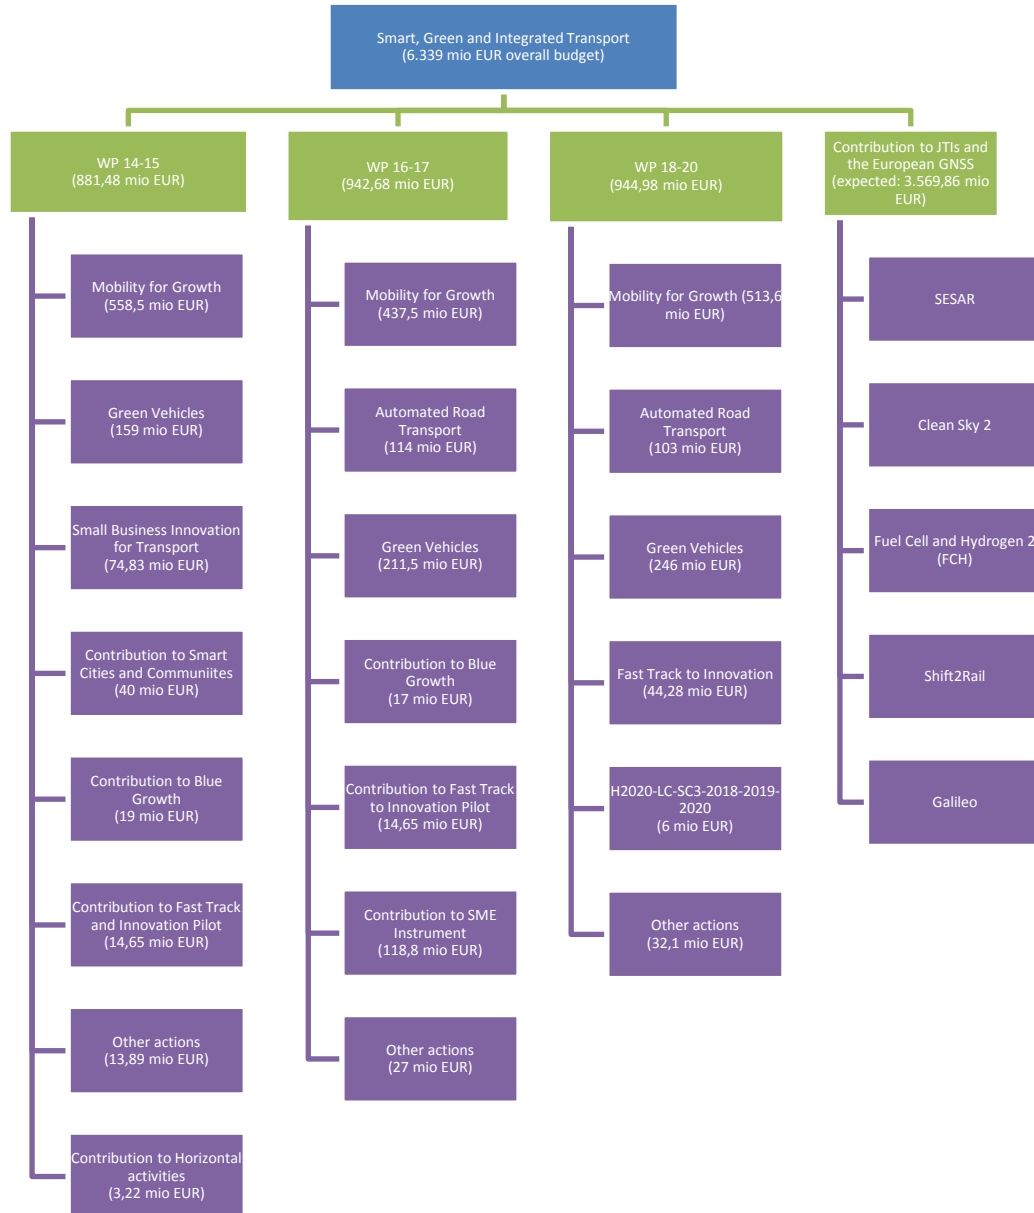 Smart, Green and Integrated Transport
(6.339 mio EUR overall budget)
WP 14-15
(881,48 mio EUR)
Mobility for Growth
(558,5 mio EUR)
Green Vehicles
(159 mio EUR)
Small Business Innovation
for Transport
(74,83 mio EUR)
Contribution to Smart
Cities and Communiites
(40 mio EUR)
Contribution to Blue
Growth
(19 mio EUR)
Contribution to Fast Track
and Innovation Pilot
(14,65 mio EUR)
Other actions
(13,89 mio EUR)
Contribution to Horizontal
activities
(3,22 mio EUR)
WP 16-17
(942,68 mio EUR)
Mobility for Growth
(437,5 mio EUR)
Automated Road
Transport
(114 mio EUR)
Green Vehicles
(211,5 mio EUR)
Contribution to Blue
Growth
(17 mio EUR)
Contribution to Fast Track
to Innovation Pilot
(14,65 mio EUR)
Contribution to SME
Instrument
(118,8 mio EUR)
Other actions
(27 mio EUR)
WP 18-20
(944,98 mio EUR)
Mobility for Growth (513,6
mio EUR)
Automated Road
Transport
(103 mio EUR)
Green Vehicles
(246 mio EUR)
Fast Track to Innovation
(44,28 mio EUR)
H2020-LC-SC3-2018-2019-
2020
(6 mio EUR)
Other actions
(32,1 mio EUR)
Contribution to JTIs and
the European GNSS
(expected: 3.569,86 mio
EUR)
SESAR
Clean Sky 2
Fuel Cell and Hydrogen 2
(FCH)
Shift2Rail
Galileo